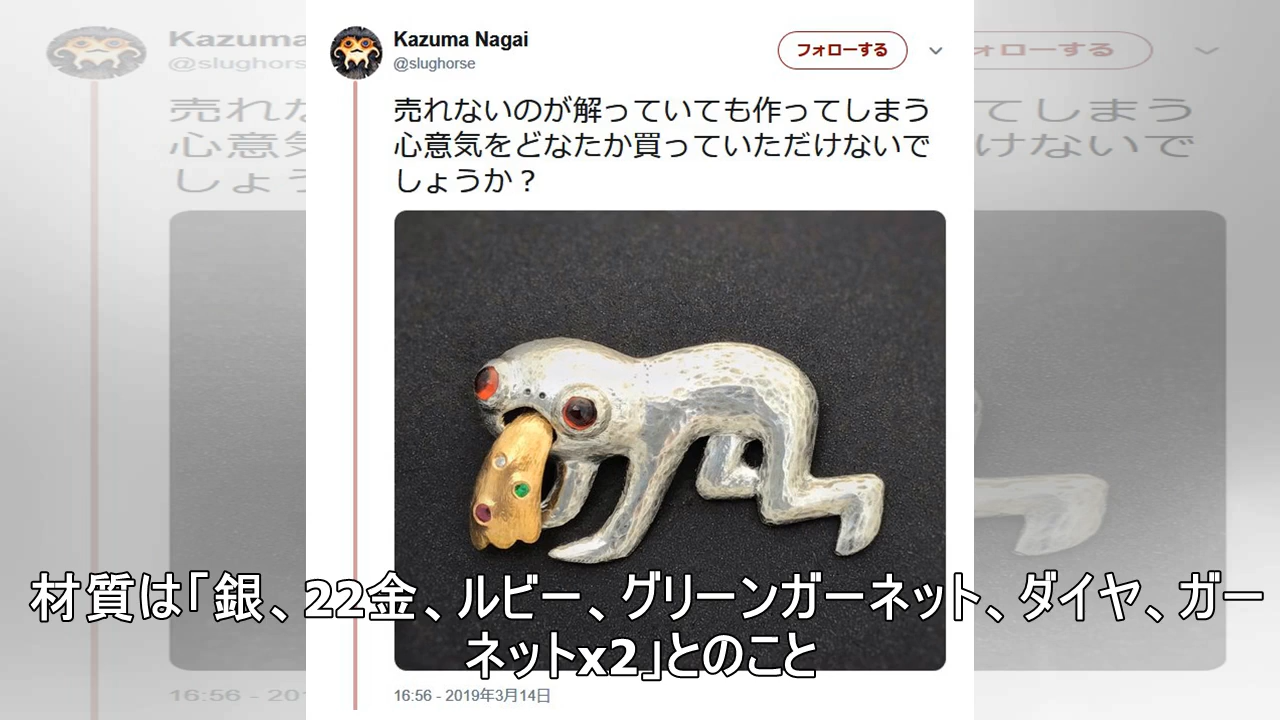 Kazuma Nagai
@slughorse
フォローする
売れないのが解っていても作ってしまう
心意気をどなたか買っていただけないで
しょうか？
材質は「銀、22金、ルビー、グリーンガーネット、ダイヤ、ガー
ネットx2」とのこと
16:56 - 2019年3月14日